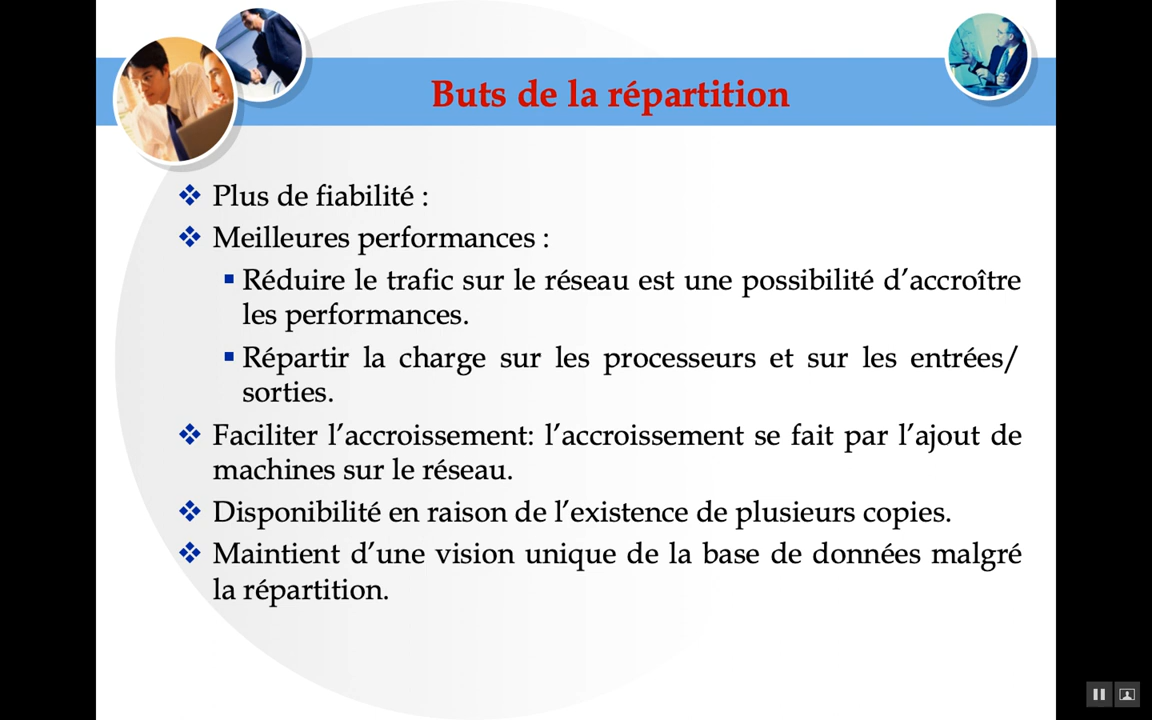 Buts de la répartition
❖ Plus de fiabilité :
❖ Meilleures performances :
▪ Réduire le trafic sur le réseau est une possibilité d’accroître
les performances.
▪ Répartir la charge sur les processeurs et sur les entrées/
sorties.
❖ Faciliter l’accroissement: l’accroissement se fait par l’ajout de
machines sur le réseau.
❖ Disponibilité en raison de l’existence de plusieurs copies.
❖ Maintient d’une vision unique de la base de données malgré
la répartition.